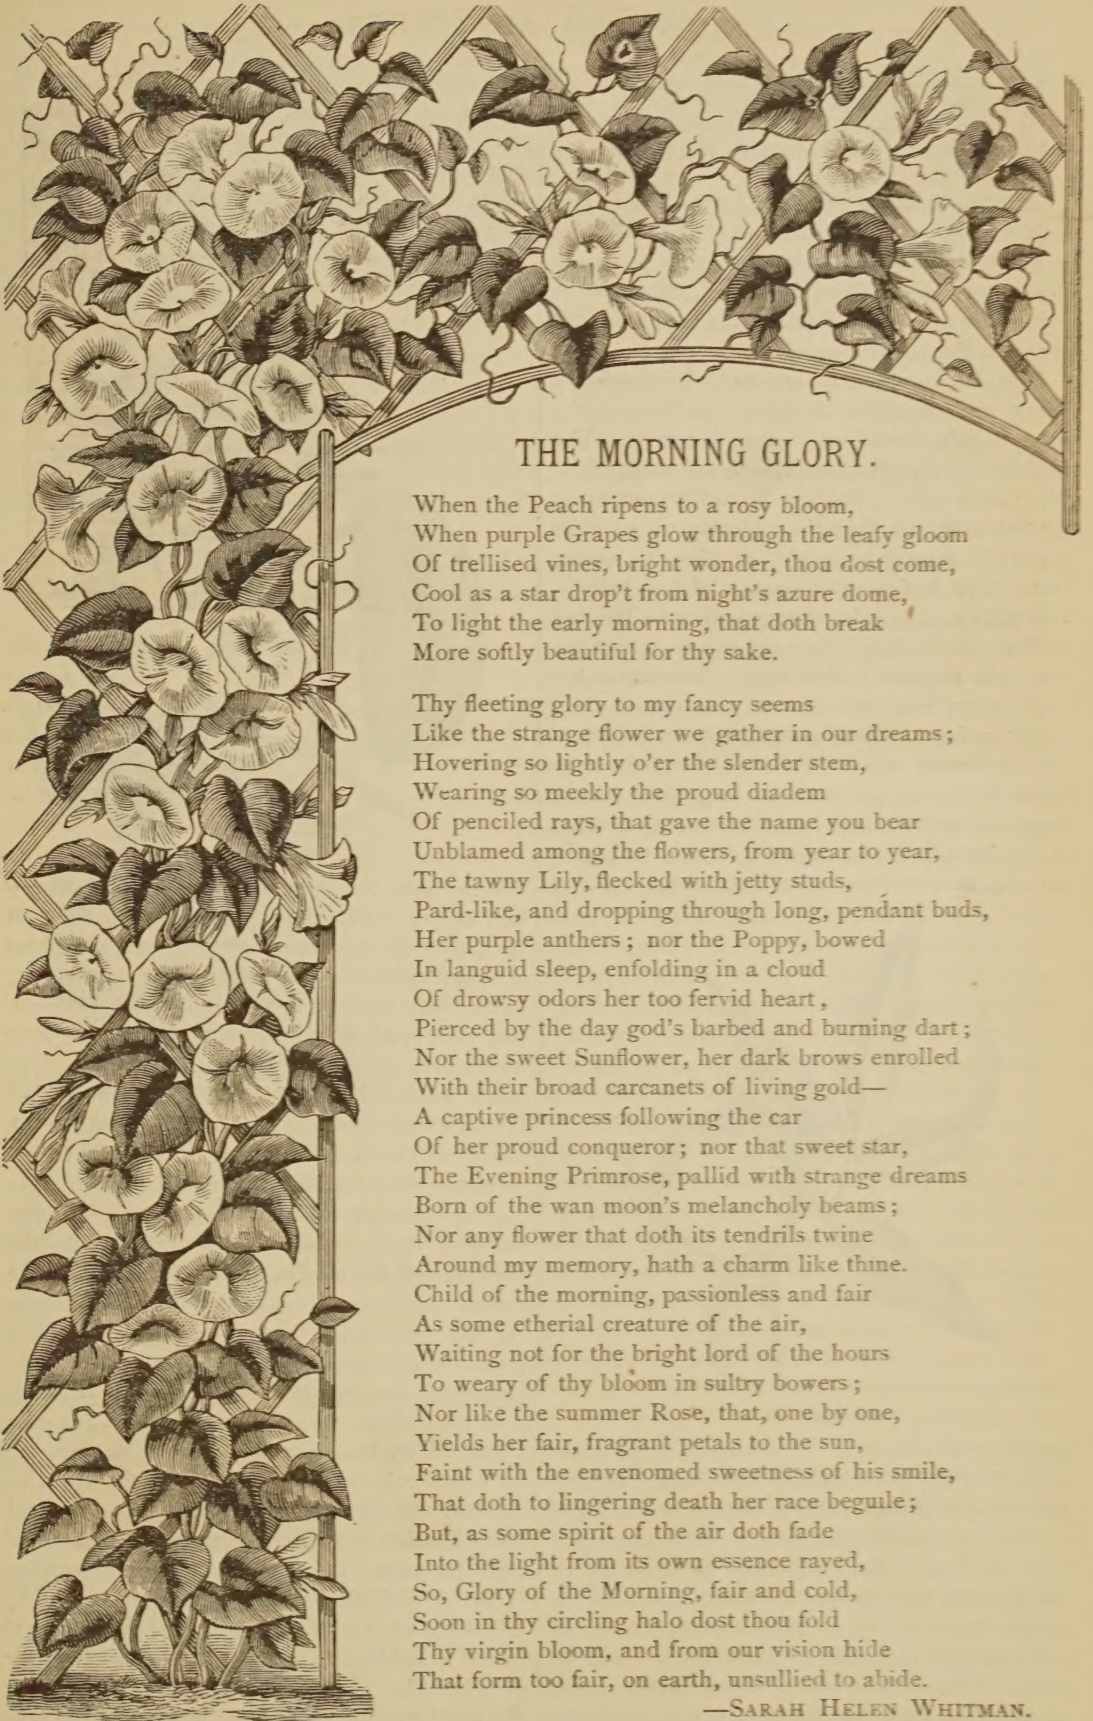 THE MORNING GLORY.
When the Peach ripens to a rosy bloom,
When purple Grapes glow through the leafy gloom
Of trellised vines, bright wonder, thou dost come,
Cool as a star drop't from night's azure dome,
To light the early morning, that doth break
More softly beautiful for thy sake.
Thy fleeting glory to my fancy seems
Like the strange flower we gather in our dreams;
Hovering so lightly o'er the slender stem,
Wearing so meekly the proud diadem
Of penciled rays, that gave the name you bear
Unblamed among the flowers, from year to year,
The tawny Lily, flecked with jetty studs,
Pard-like, and dropping through long, pendant buds,
Her purple anthers; nor the Poppy, bowed
In languid sleep, enfolding in a cloud
Of drowsy odors her too fervid heart,
Pierced by the day god's barbed and burning dart;
Nor the sweet Sunflower, her dark brows enrolled
With their broad carcanets of living gold—
A captive princess following the car
Of her proud conqueror; nor that sweet star,
The Evening Primrose, pallid with strange dreams
Born of the wan moon's melancholy beams;
Nor any flower that doth its tendrils twine
Around my memory, hath a charm like thine.
Child of the morning, passionless and fair
As some etherial creature of the air,
Waiting not for the bright lord of the hours
To weary of thy bloom in sultry bowers;
Nor like the summer Rose, that, one by one,
Yields her fair, fragrant petals to the sun,
Faint with the envenomed sweetness of his smile,
That doth to lingering death her race beguile;
But, as some spirit of the air doth fade
Into the light from its own essence rayed,
So, Glory of the Morning, fair and cold,
Soon in thy circling halo dost thou fold
Thy virgin bloom, and from our vision hide
That form too fair, on earth, unsullied to abide.
—SARAH HELEN WHITMAN.